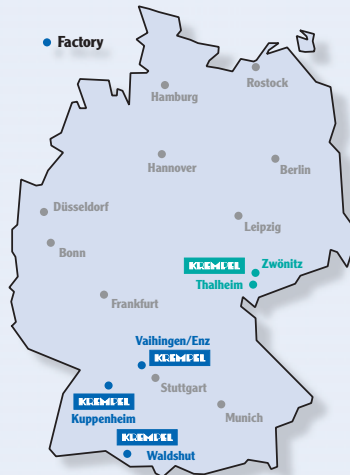 Factory
Rostock
Hamburg
Hannover
Berlin
Düsseldorf
Leipzig
Bonn
KREMPEL
Zwönitz
Thalheim
Frankfurt
Vaihingen/Enz
KREMPEL
Stuttgart
KREMPEL
Kuppenheim
Munich
KREMPEL
Waldshut